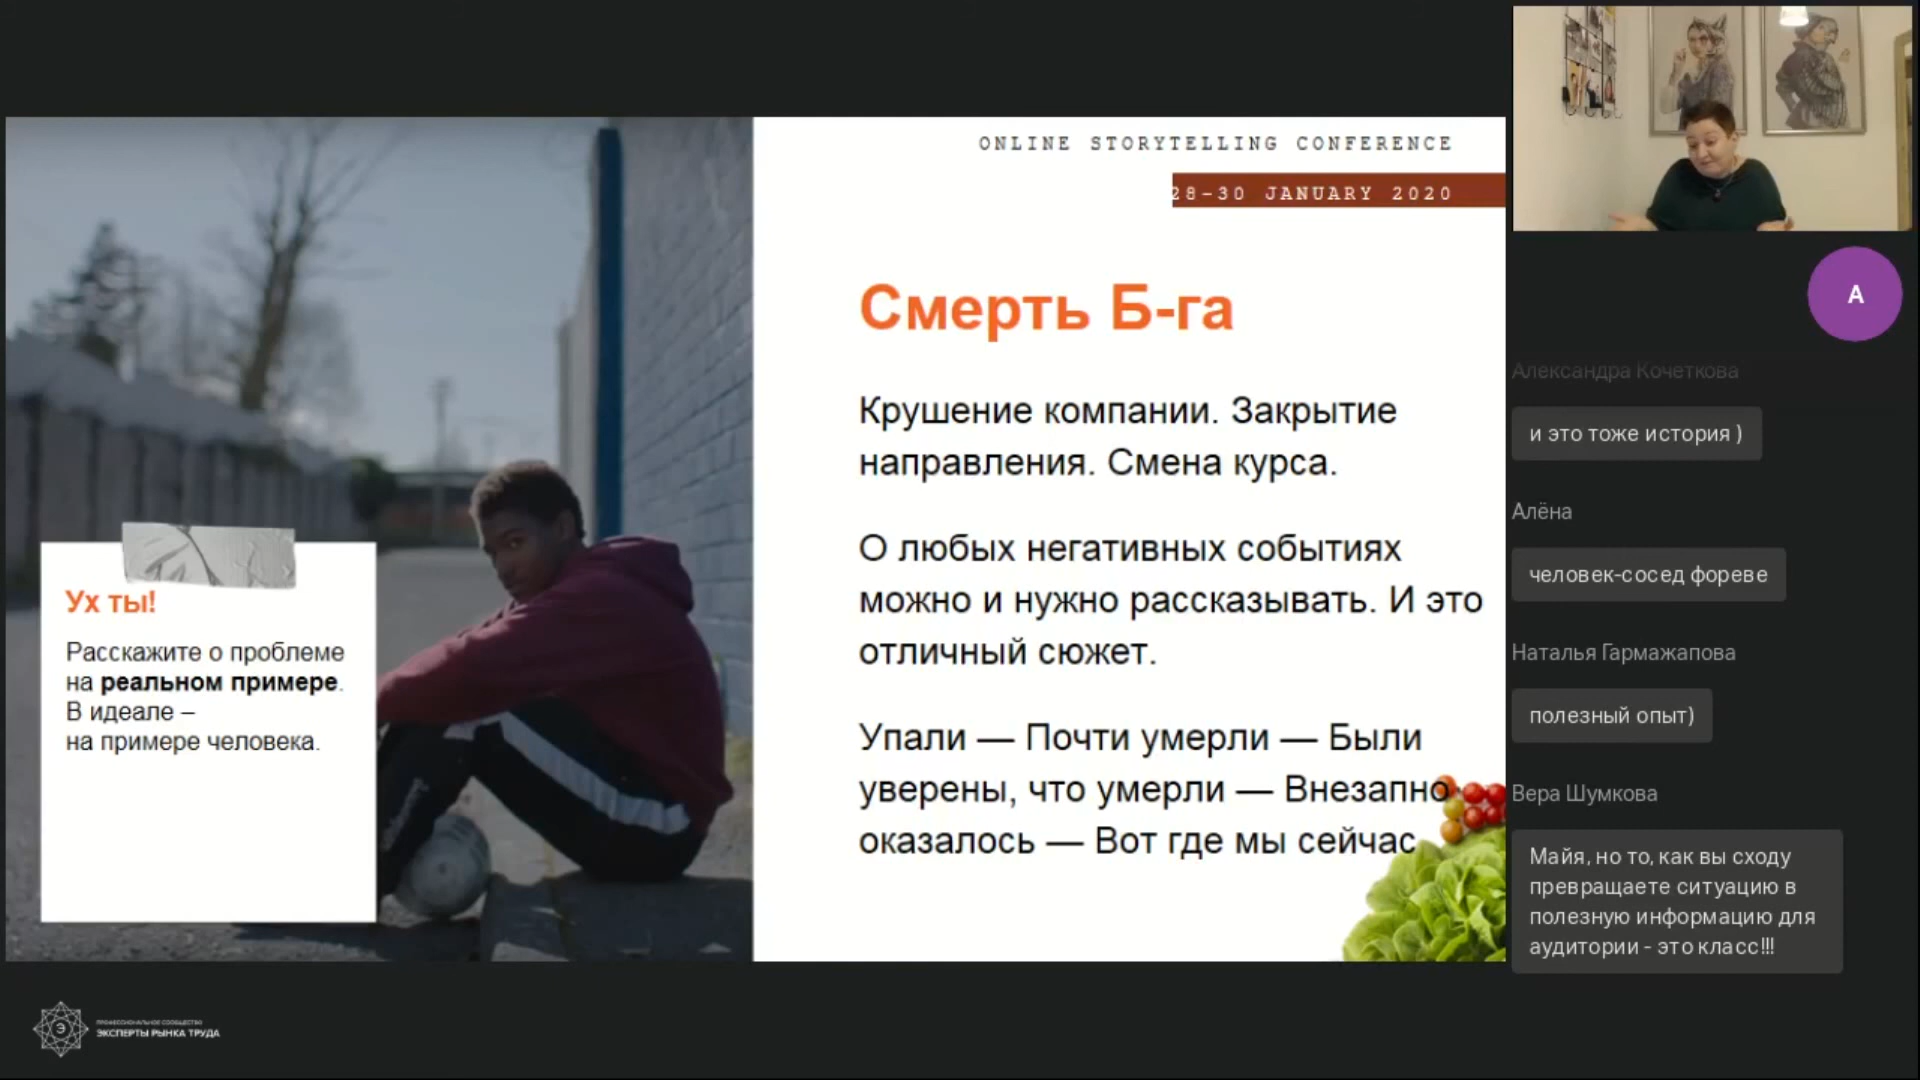 ONLINE STORYTELLING CONFERENCE
28-30 JANUARY 2020
Смерть Б-га
Крушение компании. Закрытие
направления. Смена курса.
О любых негативных событиях
можно и нужно рассказывать. И это
отличный сюжет.
Упали — Почти умерли — Были
уверены, что умерли — Внезапно
оказалось — Вот где мы сейчас
Ух ты!
Расскажите о проблеме
на реальном примере.
В идеале –
на примере человека.
А
Александра Кочеткова
и это тоже история )
Алёна
человек-сосед фореве
Наталья Гармажапова
полезный опыт)
Вера Шумкова
Майя, но то, как вы сходу
превращаете ситуацию в
полезную информацию для
аудитории - это класс!!!
Э
ПРОФЕССИОНАЛЬНОЕ СООБЩЕСТВО
ЭКСПЕРТЫ РЫНКА ТРУДА